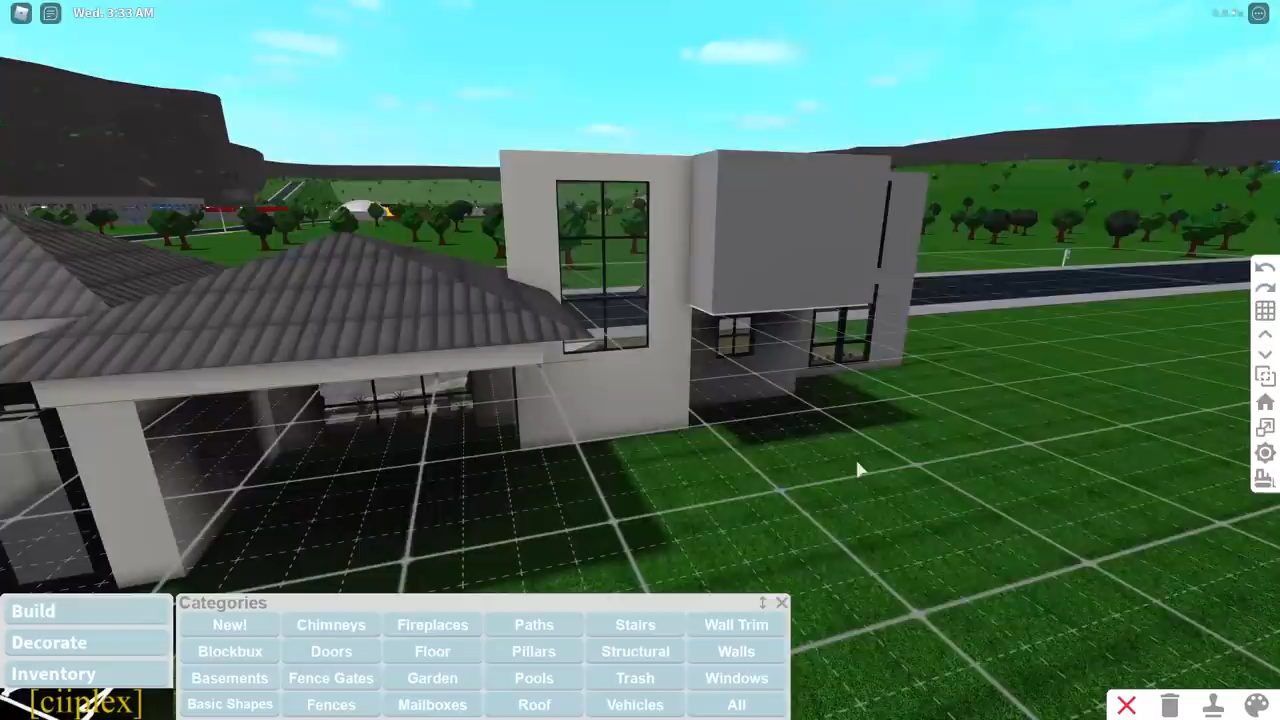 Wed. 3:33 AM
Build
Decorate
Inventory
[ciiplex]
Categories
New! Chimneys Fireplaces Paths Stairs Wall Trim
Blockbux Doors Floor Pillars Structural Walls
Basements Fence Gates Garden Pools Trash Windows
Basic Shapes Fences Mailboxes Roof Vehicles All